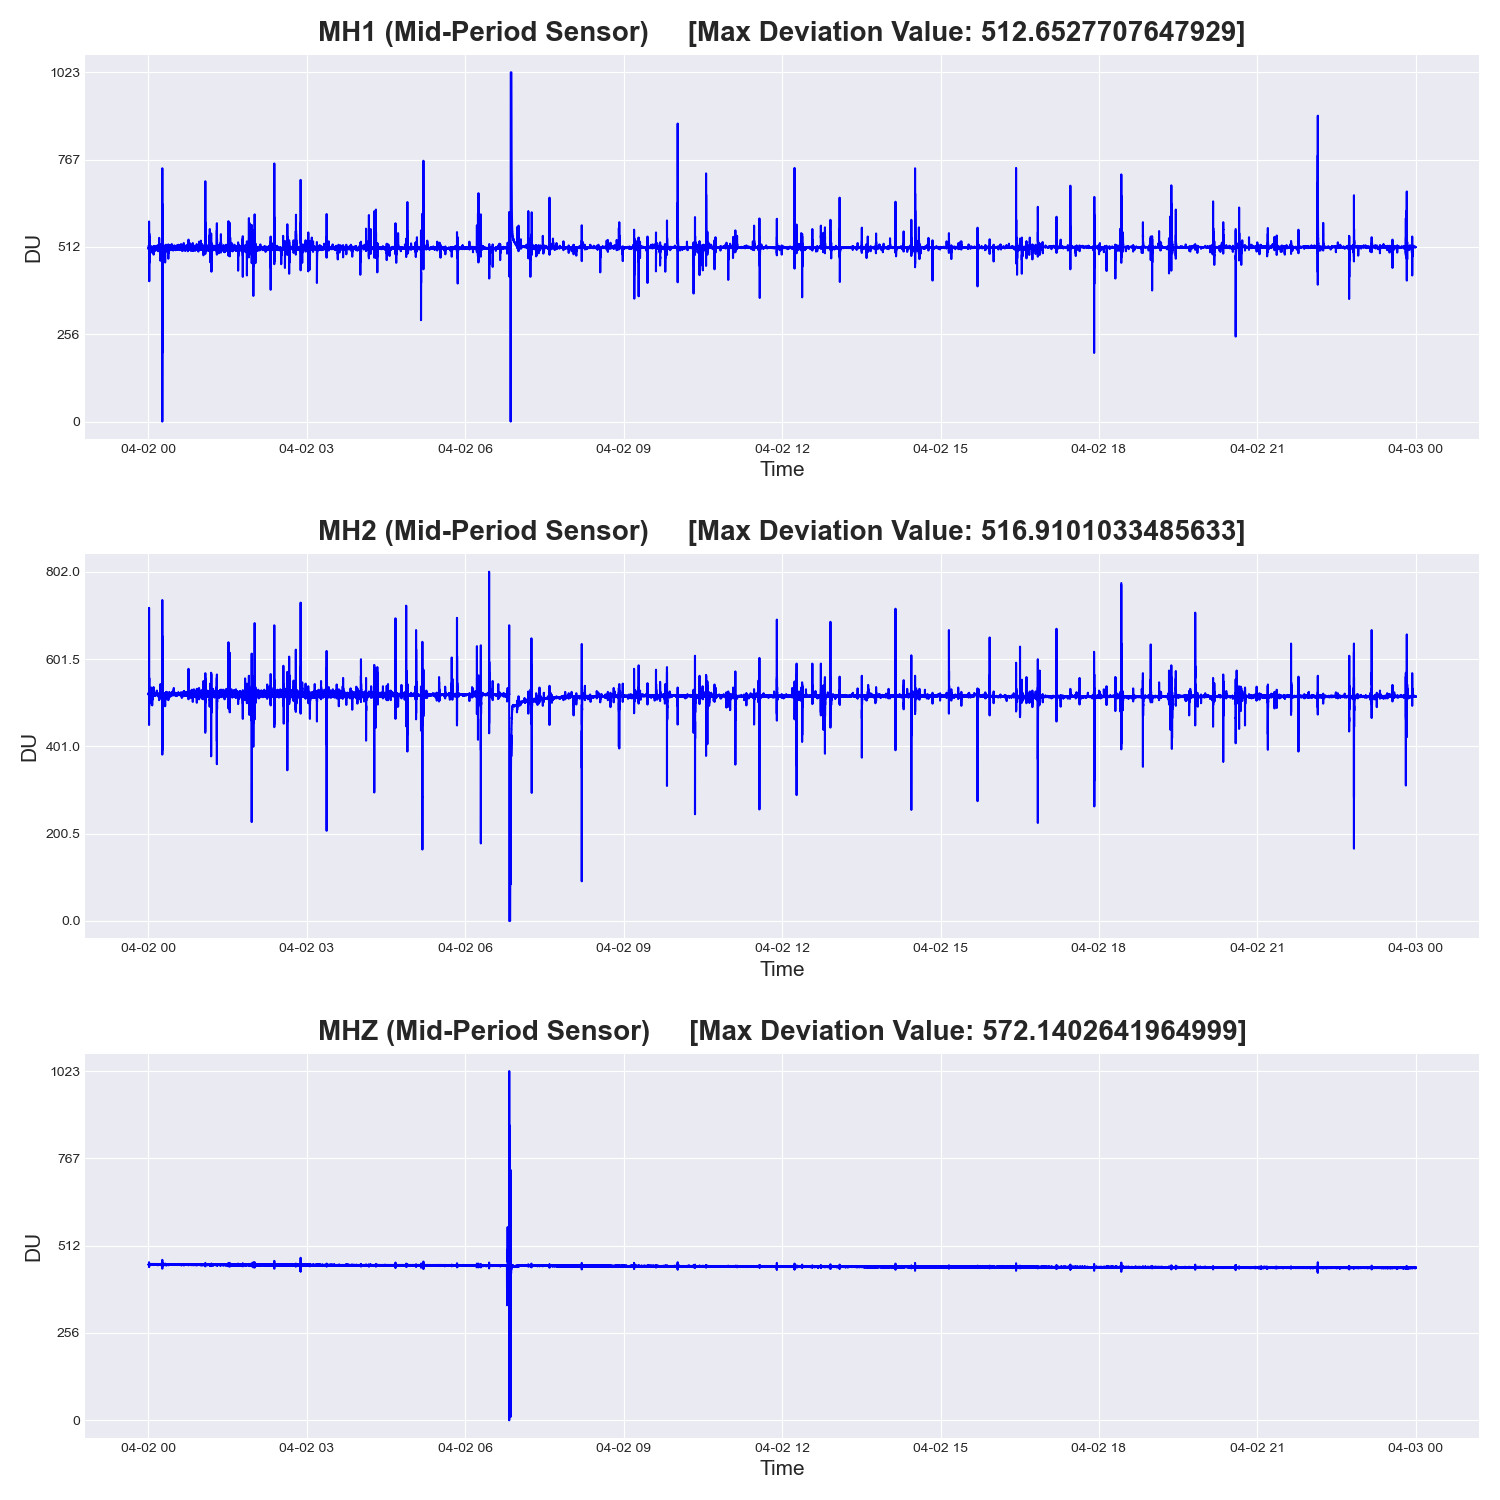 MH1 (Mid-Period Sensor) [Max Deviation Value: 512.6527707647929]
1023
767
512
256
0
DU
04-02 00 04-02 03 04-02 06 04-02 09 04-02 12 04-02 15 04-02 18 04-02 21 04-03 00
Time
MH2 (Mid-Period Sensor) [Max Deviation Value: 516.9101033485633]
802.0
601.5
401.0
200.5
0.0
DU
04-02 00 04-02 03 04-02 06 04-02 09 04-02 12 04-02 15 04-02 18 04-02 21 04-03 00
Time
MHZ (Mid-Period Sensor) [Max Deviation Value: 572.1402641964999]
1023
767
512
256
0
DU
04-02 00 04-02 03 04-02 06 04-02 09 04-02 12 04-02 15 04-02 18 04-02 21 04-03 00
Time